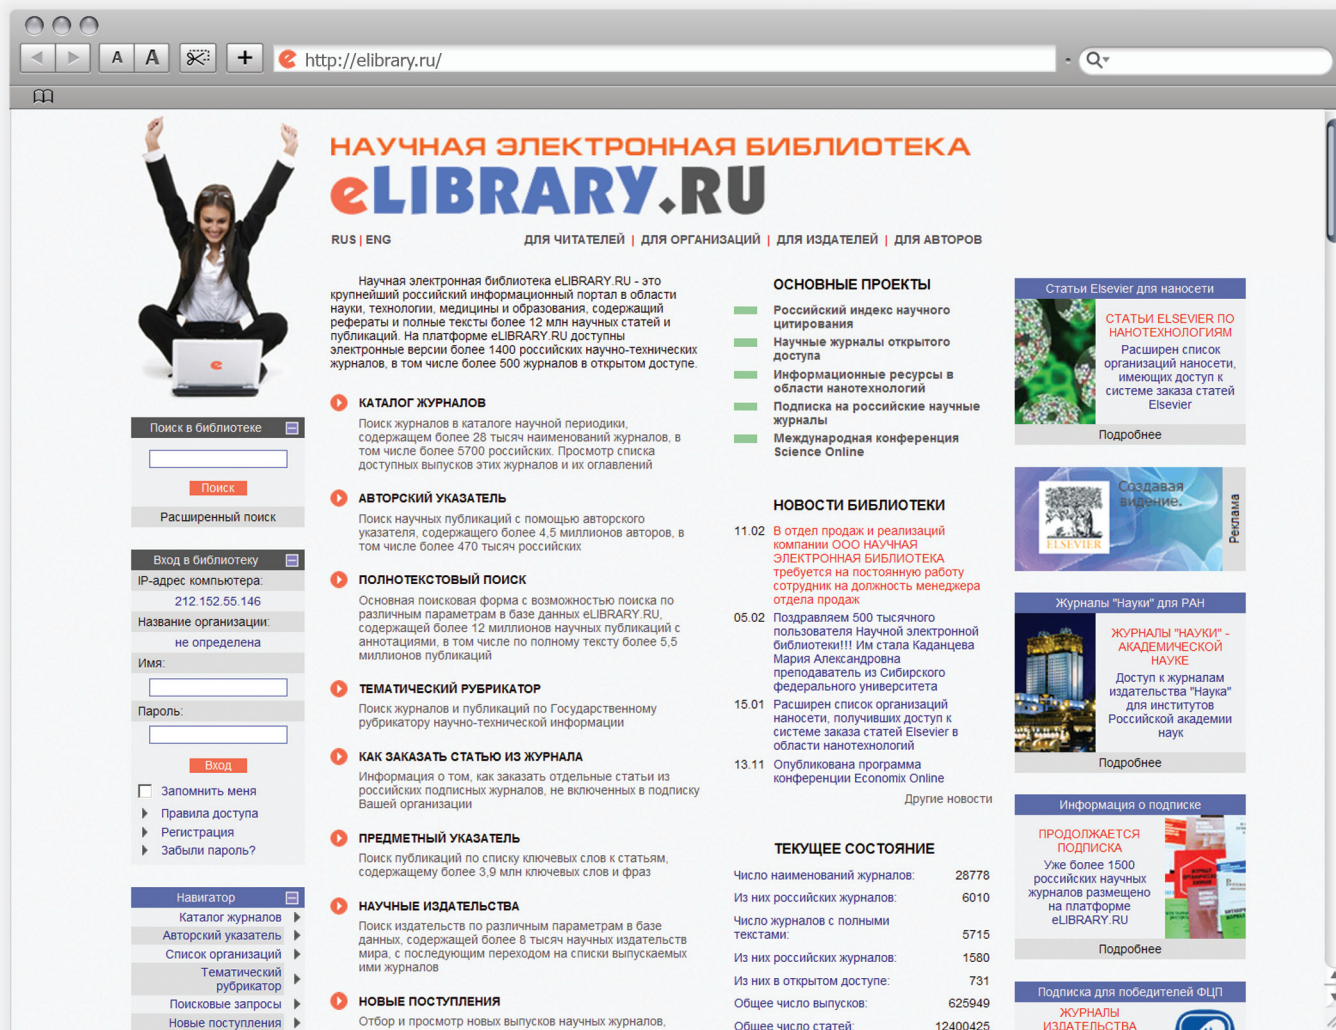 A A
http://elibrary.ru/
НАУЧНАЯ ЭЛЕКТРОННАЯ БИБЛИОТЕКА
eLIBRARY.RU
RUS | ENG
ДЛЯ ЧИТАТЕЛЕЙ | ДЛЯ ОРГАНИЗАЦИЙ | ДЛЯ ИЗДАТЕЛЕЙ | ДЛЯ АВТОРОВ
Поиск в библиотеке
Поиск
Расширенный поиск
Вход в библиотеку
IP-адрес компьютера:
212.152.55.146
Название организации:
не определена
Имя:
Пароль:
Вход
Запомнить меня
Правила доступа
Регистрация
Забыли пароль?
Навигатор
Каталог журналов
Авторский указатель
Список организаций
Тематический
рубрикатор
Поисковые запросы
Новые поступления
Научная электронная библиотека eLIBRARY.RU - это
крупнейший российский информационный портал в области
науки, технологии, медицины и образования, содержащий
рефераты и полные тексты более 12 млн научных статей и
публикаций. На платформе eLIBRARY.RU доступны
электронные версии более 1400 российских научно-технических
журналов, в том числе более 500 журналов в открытом доступе.
КАТАЛОГ ЖУРНАЛОВ
Поиск журналов в каталоге научной периодики,
содержащем более 28 тысяч наименований журналов, в
том числе более 5700 российских. Просмотр списка
доступных выпусков этих журналов и их оглавлений
АВТОРСКИЙ УКАЗАТЕЛЬ
Поиск научных публикаций с помощью авторского
указателя, содержащего более 4,5 миллионов авторов, в
том числе более 470 тысяч российских
ПОЛНОТЕКСТОВЫЙ ПОИСК
Основная поисковая форма с возможностью поиска по
различным параметрам в базе данных eLIBRARY.RU,
содержащей более 12 миллионов научных публикаций с
аннотациями, в том числе по полному тексту более 5,5
миллионов публикаций
ТЕМАТИЧЕСКИЙ РУБРИКАТОР
Поиск журналов и публикаций по Государственному
рубрикатору научно-технической информации
КАК ЗАКАЗАТЬ СТАТЬЮ ИЗ ЖУРНАЛА
Информация о том, как заказать отдельные статьи из
российских подписных журналов, не включенных в подписку
Вашей организации
ПРЕДМЕТНЫЙ УКАЗАТЕЛЬ
Поиск публикаций по списку ключевых слов к статьям,
содержащему более 3,9 млн ключевых слов и фраз
НАУЧНЫЕ ИЗДАТЕЛЬСТВА
Поиск издательств по различным параметрам в базе
данных, содержащей более 8 тысяч научных издательств
мира, с последующим переходом на списки выпускаемых
ими журналов
НОВЫЕ ПОСТУПЛЕНИЯ
Отбор и просмотр новых выпусков научных журналов,
ОСНОВНЫЕ ПРОЕКТЫ
Российский индекс научного
цитирования
Научные журналы открытого
доступа
Информационные ресурсы в
области нанотехнологий
Подписка на российские научные
журналы
Международная конференция
Science Online
НОВОСТИ БИБЛИОТЕКИ
11.02 В отдел продаж и реализаций
компании ООО НАУЧНАЯ
ЭЛЕКТРОННАЯ БИБЛИОТЕКА
требуется на постоянную работу
сотрудник на должность менеджера
отдела продаж
05.02 Поздравляем 500 тысячного
пользователя Научной электронной
библиотеки!!! Им стала Каданцева
Мария Александровна
преподаватель из Сибирского
федерального университета
15.01 Расширен список организаций
наносети, получивших доступ к
системе заказа статей Elsevier в
области нанотехнологий
13.11 Опубликована программа
конференции Economix Online
Другие новости
ТЕКУЩЕЕ СОСТОЯНИЕ
Число наименований журналов: 28778
Из них российских журналов: 6010
Число журналов с полными
текстами: 5715
Из них российских журналов: 1580
Из них в открытом доступе: 731
Общее число выпусков: 625949
Общее число статей: 12400425
Статьи Elsevier для наносети
СТАТЬИ ELSEVIER ПО
НАНОТЕХНОЛОГИЯМ
Расширен список
организаций наносети,
имеющих доступ к
системе заказа статей
Elsevier
Подробнее
Создавая
видение.
ELSEVIER
Реклама
Журналы "Науки" для РАН
ЖУРНАЛЫ "НАУКИ" -
АКАДЕМИЧЕСКОЙ
НАУКЕ
Доступ к журналам
издательства "Наука"
для институтов
Российской академии
наук
Подробнее
Информация о подписке
ПРОДОЛЖАЕТСЯ
ПОДПИСКА
Уже более 1500
российских научных
журналов размещено
на платформе
eLIBRARY.RU
Подробнее
Подписка для победителей ФЦП
ЖУРНАЛЫ
ИЗДАТЕЛЬСТВА